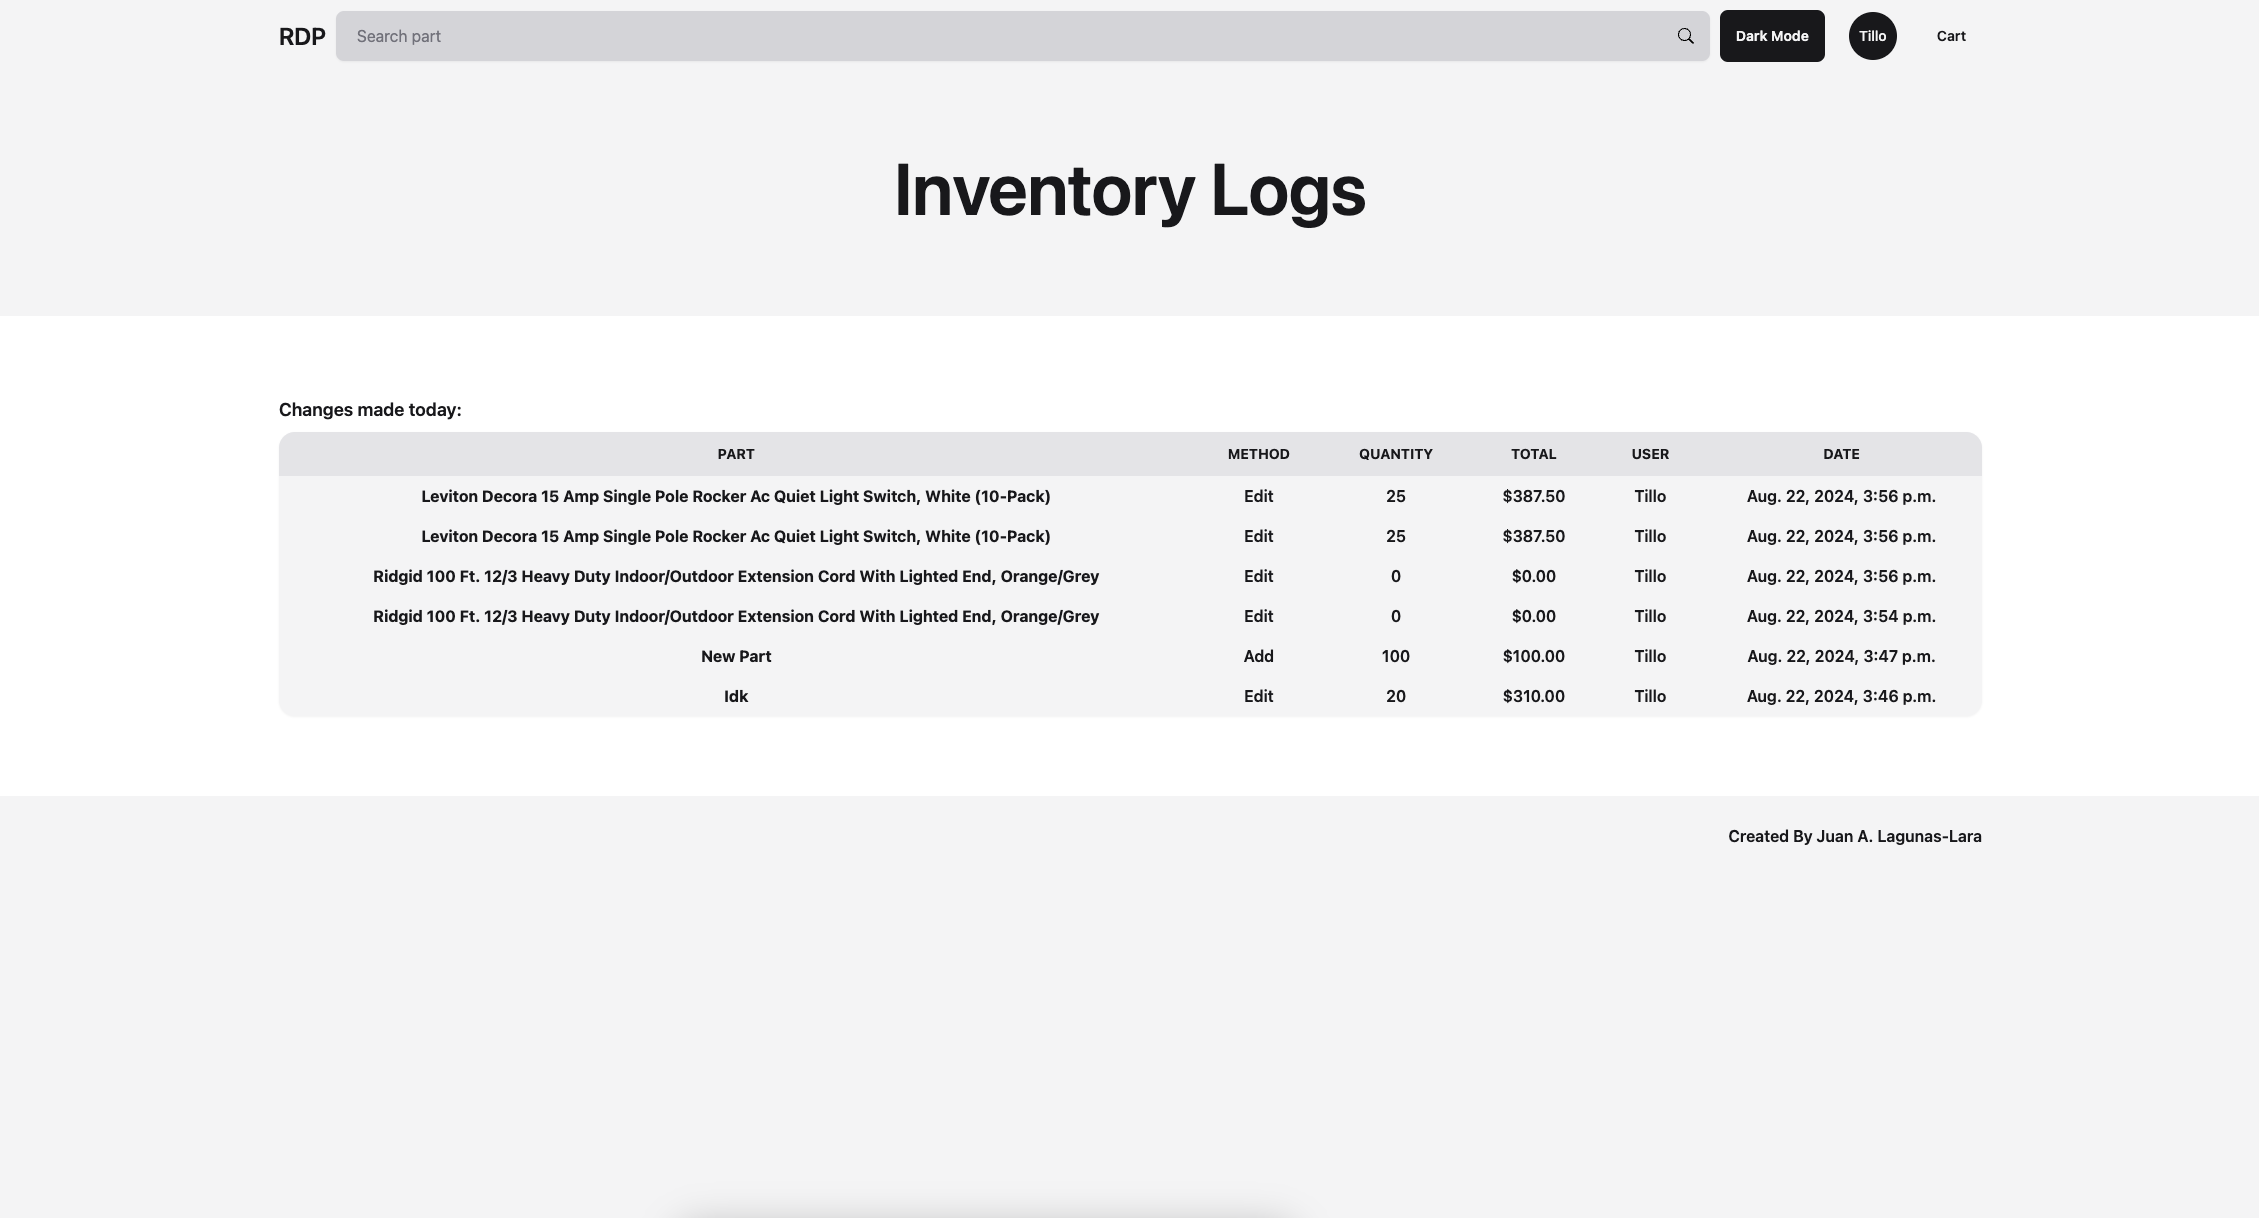 RDP Search part Dark Mode Tillo Cart
Inventory Logs
Changes made today:
PART METHOD QUANTITY TOTAL USER DATE
Leviton Decora 15 Amp Single Pole Rocker Ac Quiet Light Switch, White (10-Pack) Edit 25 $387.50 Tillo Aug. 22, 2024, 3:56 p.m.
Leviton Decora 15 Amp Single Pole Rocker Ac Quiet Light Switch, White (10-Pack) Edit 25 $387.50 Tillo Aug. 22, 2024, 3:56 p.m.
Ridgid 100 Ft. 12/3 Heavy Duty Indoor/Outdoor Extension Cord With Lighted End, Orange/Grey Edit 0 $0.00 Tillo Aug. 22, 2024, 3:56 p.m.
Ridgid 100 Ft. 12/3 Heavy Duty Indoor/Outdoor Extension Cord With Lighted End, Orange/Grey Edit 0 $0.00 Tillo Aug. 22, 2024, 3:54 p.m.
New Part Add 100 $100.00 Tillo Aug. 22, 2024, 3:47 p.m.
Idk Edit 20 $310.00 Tillo Aug. 22, 2024, 3:46 p.m.
Created By Juan A. Lagunas-Lara